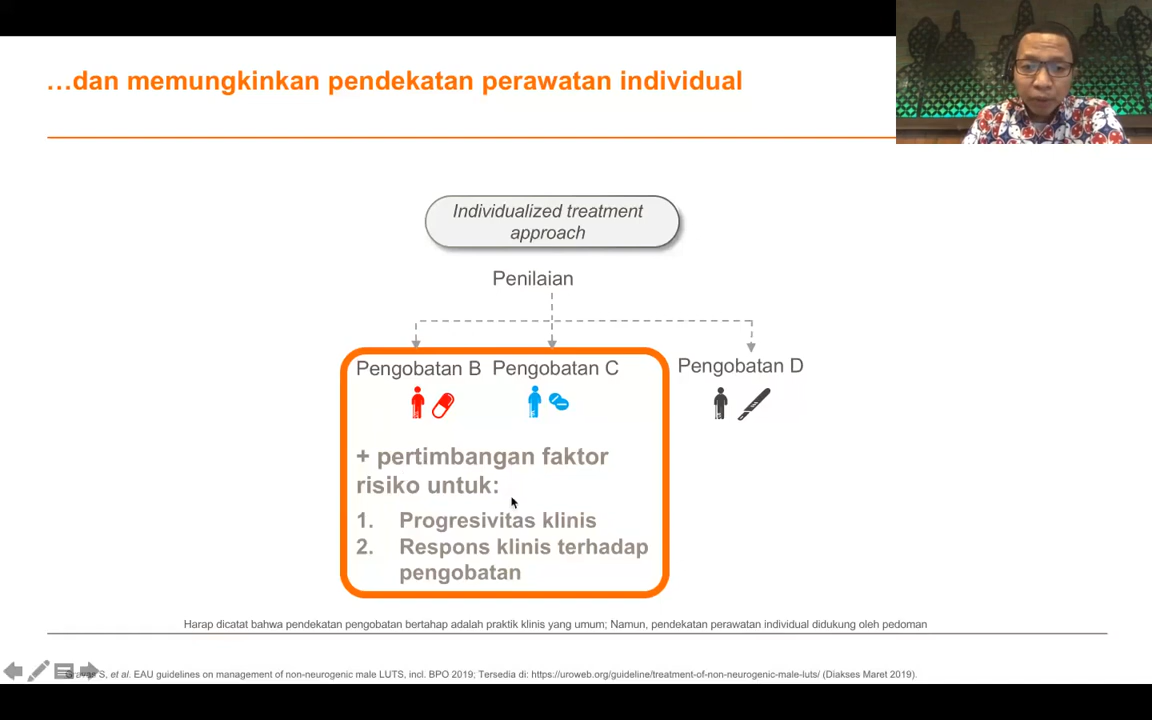 …dan memungkinkan pendekatan perawatan individual
Individualized treatment
approach
Penilaian
Pengobatan B Pengobatan C Pengobatan D
+ pertimbangan faktor
risiko untuk:
1. Progresivitas klinis
2. Respons klinis terhadap
pengobatan
Harap dicatat bahwa pendekatan pengobatan bertahap adalah praktik klinis yang umum; Namun, pendekatan perawatan individual didukung oleh pedoman
S, et al. EAU guidelines on management of non-neurogenic male LUTS, incl. BPO 2019; Tersedia di: https://uroweb.org/guideline/treatment-of-non-neurogenic-male-luts/ (Diakses Maret 2019).